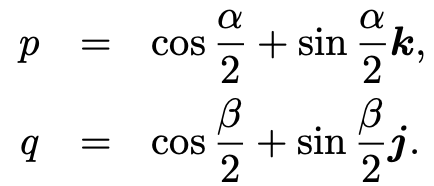 p = cos α/2 + sin α/2 k,
q = cos β/2 + sin β/2 j.